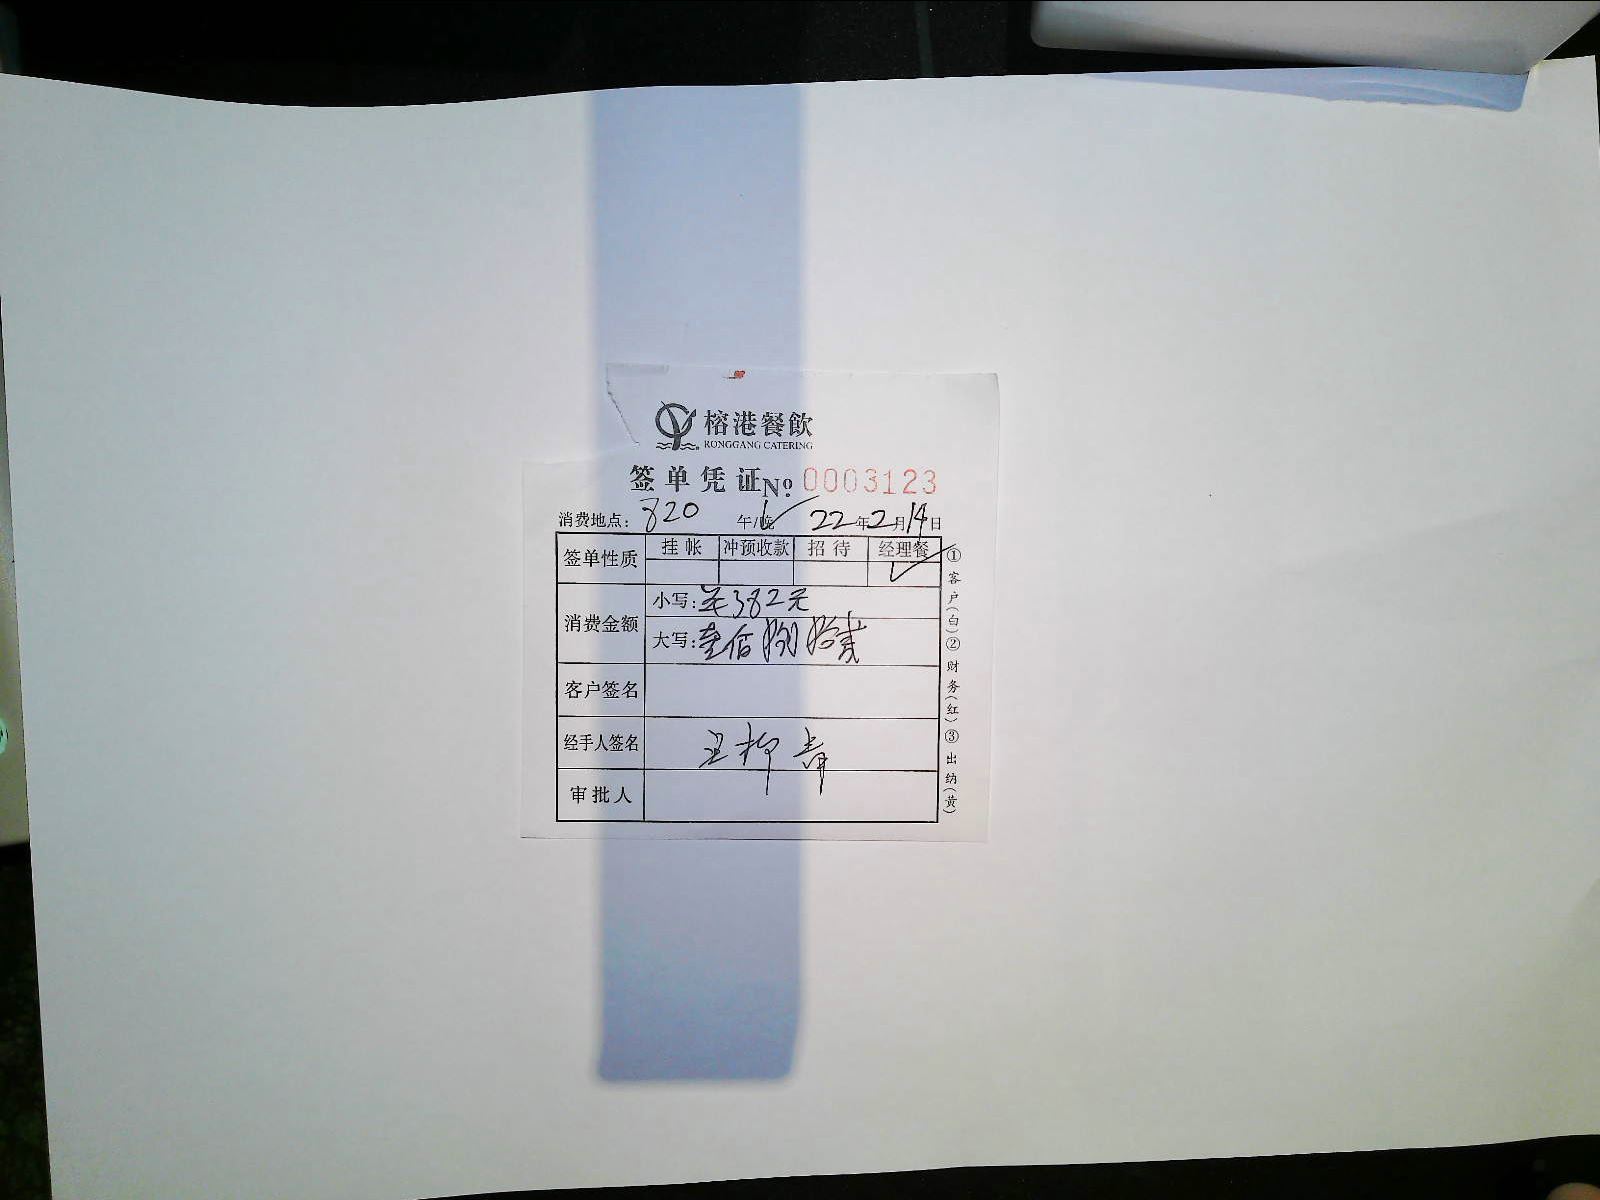 榕港餐飲
RONGGANG CATERING
签单凭证 № 0003123
消费地点: 820 午/晚 22年2月14日
签单性质 挂帐 冲预收款 招待 经理餐
消费金额 小写: 382元
大写: 佰捌拾贰
客户签名
经手人签名
审批人
①客户(白)②财务(红)③出纳(黄)